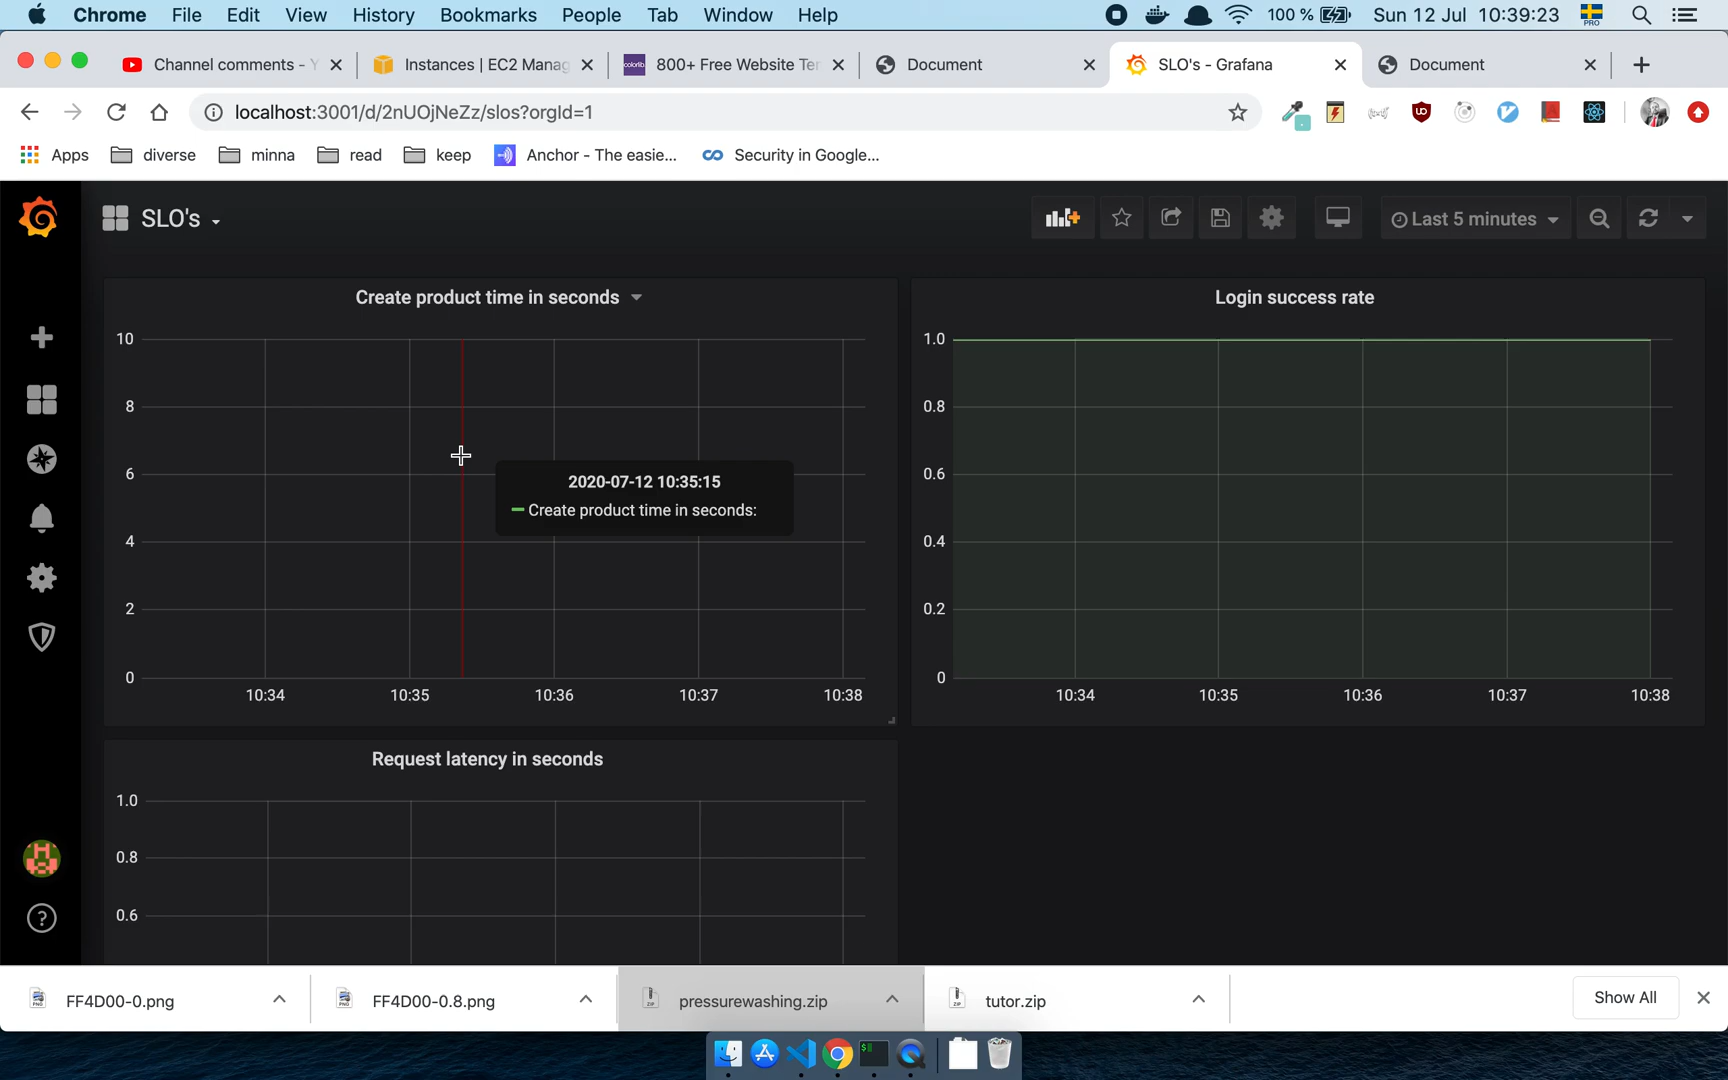 Chrome File Edit View History Bookmarks People Tab Window Help 100 % Sun 12 Jul 10:39:23 PRO
Channel comments - Y Instances | EC2 Manag colorlib 800+ Free Website Ter Document SLO's - Grafana Document
localhost:3001/d/2nUOjNeZz/slos?orgId=1
Apps diverse minna read keep Anchor - The easie... Security in Google...
SLO's Last 5 minutes
Create product time in seconds
10
8
6
4
2
0
10:34 10:35 10:36 10:37 10:38
2020-07-12 10:35:15
Create product time in seconds:
Login success rate
1.0
0.8
0.6
0.4
0.2
0
10:34 10:35 10:36 10:37 10:38
Request latency in seconds
1.0
0.8
0.6
FF4D00-0.png FF4D00-0.8.png pressurewashing.zip tutor.zip Show All